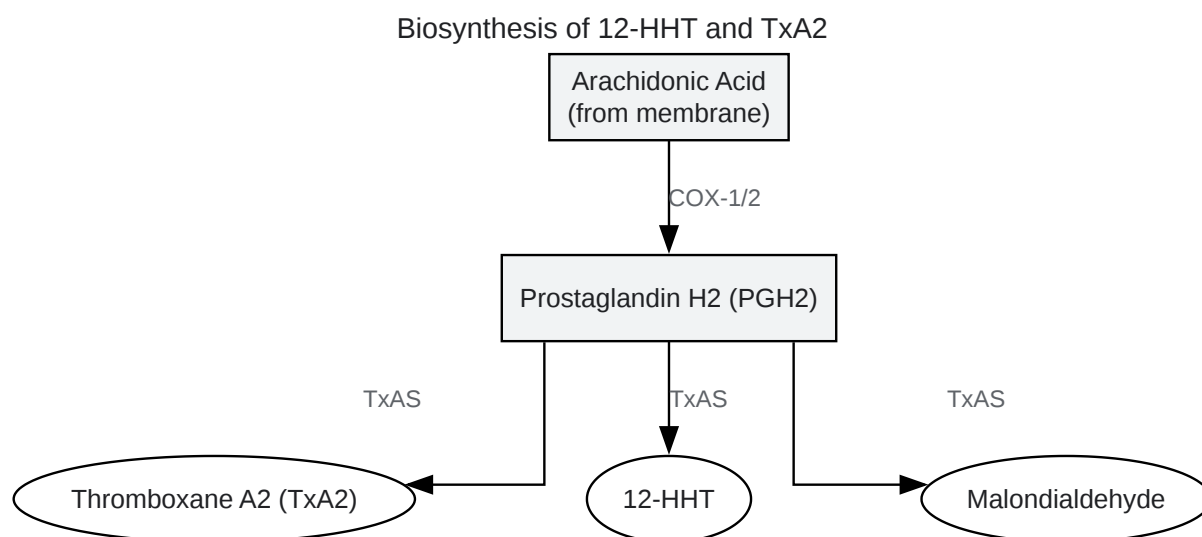 Biosynthesis of 12-HHT and TxA2
Arachidonic Acid
(from membrane)
COX-1/2
Prostaglandin H2 (PGH2)
TxAS
TxAS
TxAS
Thromboxane A2 (TxA2)
12-HHT
Malondialdehyde